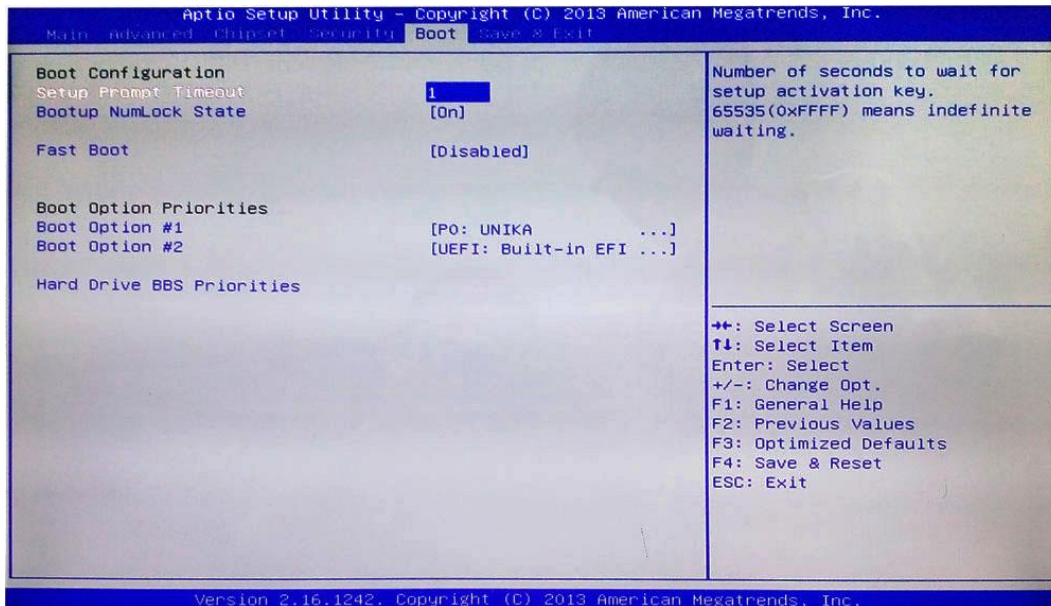 Aptio Setup Utility – Copyright (C) 2013 American Megatrends, Inc.
Main Advanced Chipset Security Boot Save & Exit
Boot Configuration
Setup Prompt Timeout 1
Bootup NumLock State [On]
Fast Boot [Disabled]
Boot Option Priorities
Boot Option #1 [PO: UNIKA ...]
Boot Option #2 [UEFI: Built-in EFI ...]
Hard Drive BBS Priorities
Number of seconds to wait for
setup activation key.
65535(0xFFFF) means indefinite
waiting.
→←: Select Screen
↑↓: Select Item
Enter: Select
+/-: Change Opt.
F1: General Help
F2: Previous Values
F3: Optimized Defaults
F4: Save & Reset
ESC: Exit
Version 2.16.1242. Copyright (C) 2013 American Megatrends, Inc.